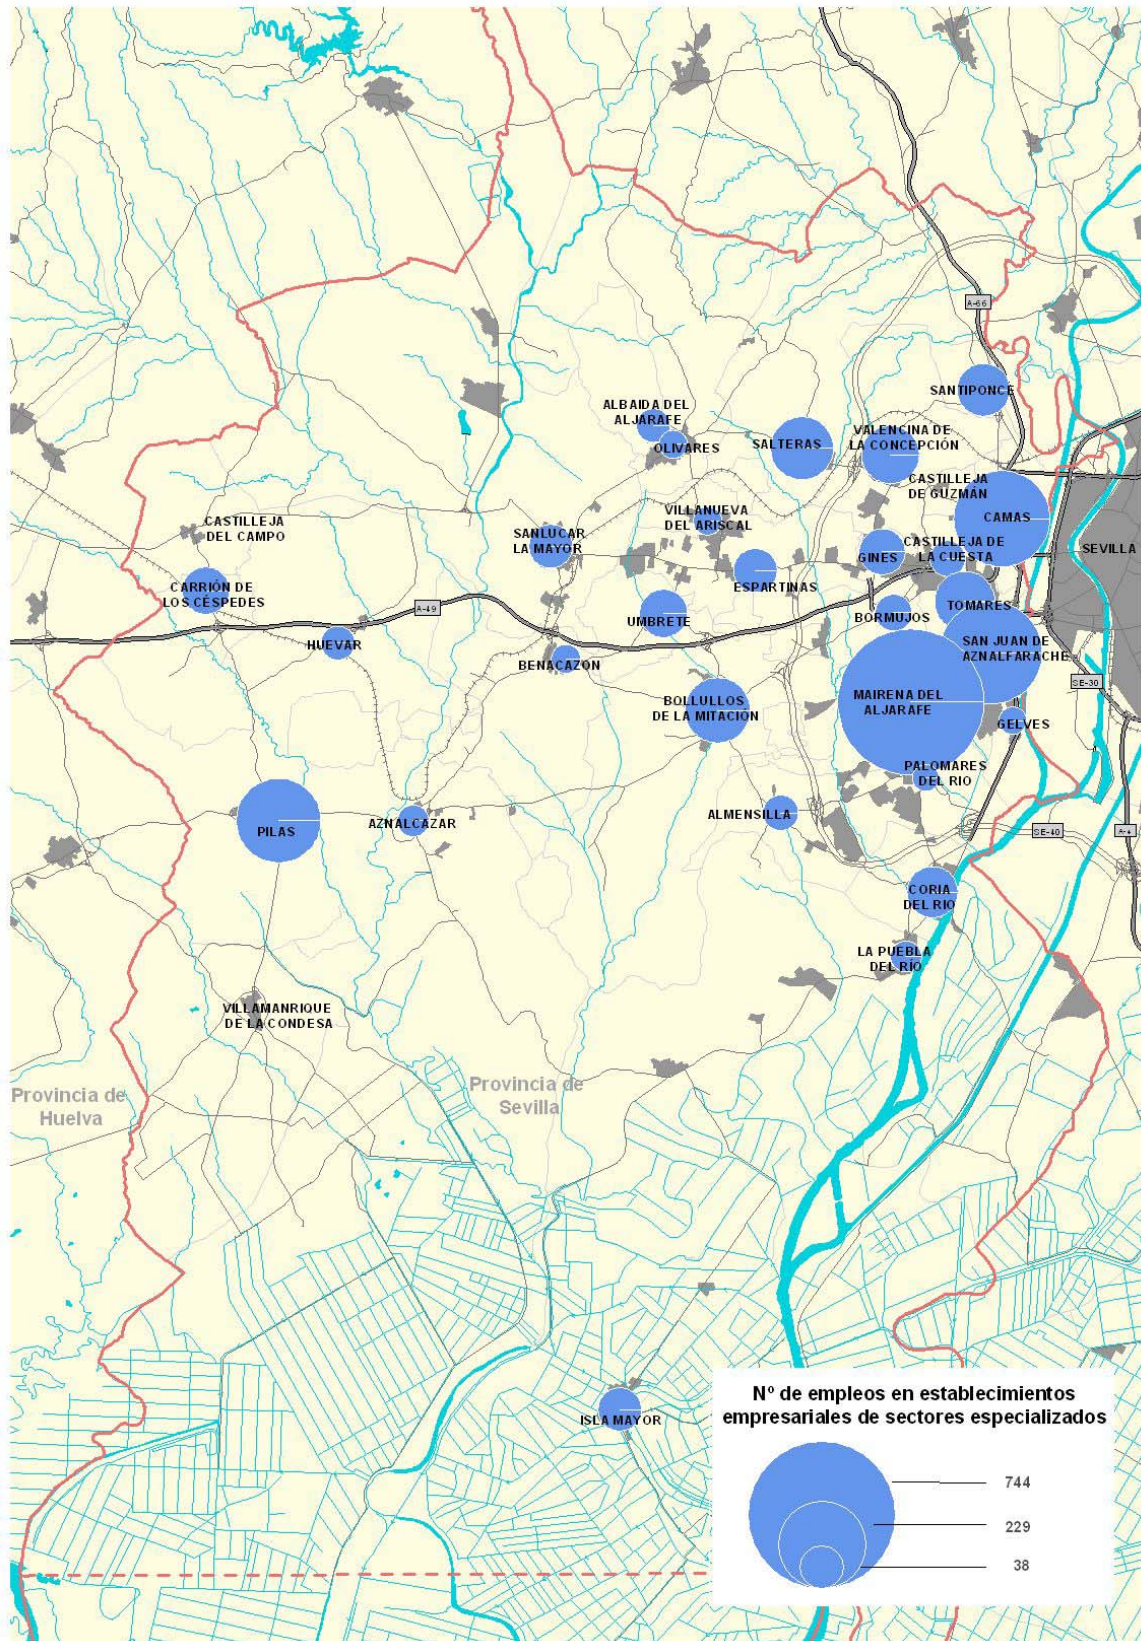 A-66
SANTIPONCE
ALBAIDA DEL
ALJARAFE
OLIVARES
SALTERAS
VALENCINA DE
LA CONCEPCIÓN
CASTILLEJA
DE GUZMÁN
CAMAS
VILLANUEVA
DEL ARISCAL
CASTILLEJA
DEL CAMPO
SANLUCAR
LA MAYOR
GINES
CASTILLEJA DE
LA CUESTA
SEVILLA
CARRIÓN DE
LOS CÉSPEDES
ESPARTINAS
A-49
UMBRETE
BORMUJOS
TOMARES
HUEVAR
BENACAZON
SAN JUAN DE
AZNALFARACHE
SE-30
MAIRENA DEL
ALJARAFE
BOLLULLOS
DE LA MITACIÓN
GELVES
PALOMARES
DEL RIO
PILAS
AZNALCAZAR
ALMENSILLA
SE-40
A-4
CORIA
DEL RIO
LA PUEBLA
DEL RÍO
VILLAMANRIQUE
DE LA CONDESA
Provincia de
Huelva
Provincia de
Sevilla
ISLA MAYOR
Nº de empleos en establecimientos
empresariales de sectores especializados
744
229
38